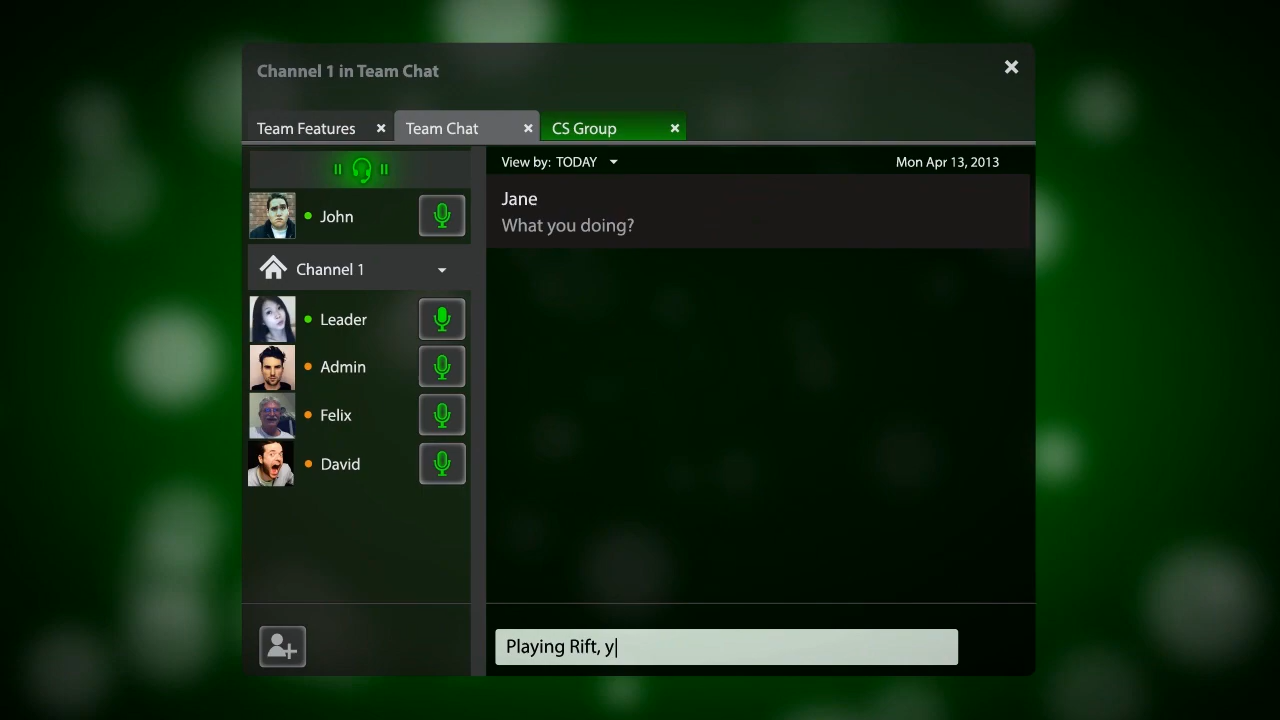 Channel 1 in Team Chat
Team Features
Team Chat
CS Group
View by: TODAY
Mon Apr 13, 2013
John
Jane
What you doing?
Channel 1
Leader
Admin
Felix
David
Playing Rift, y